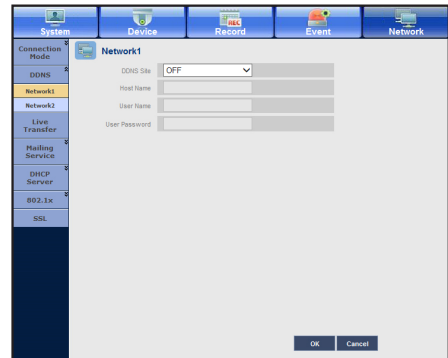 System
Device
REC
Record
Event
Network
Connection
Mode
DDNS
Network1
Network2
Live
Transfer
Mailing
Service
DHCP
Server
802.1x
SSL
Network1
DDNS Site
OFF
Host Name
User Name
User Password
OK
Cancel